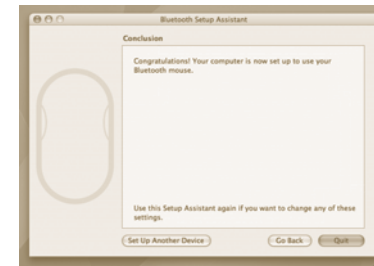 Bluetooth Setup Assistant
Conclusion
Congratulations! Your computer is now set up to use your
Bluetooth mouse.
Use this Setup Assistant again if you want to change any of these
settings.
Set Up Another Device
Go Back
Quit